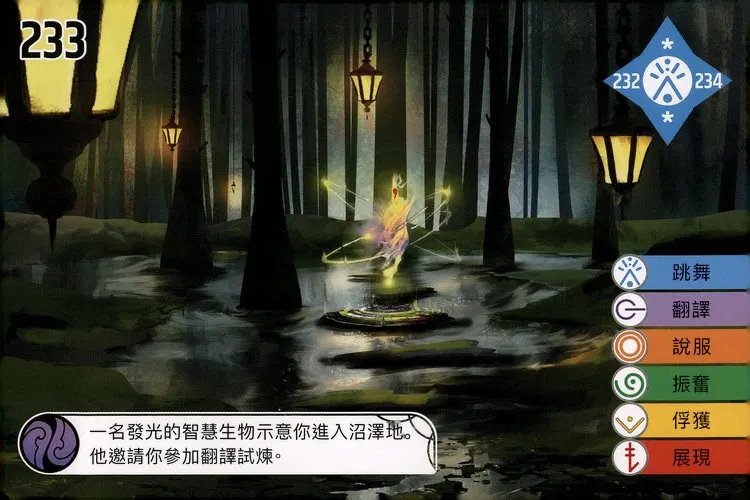 233
*
232 234
*
跳舞
翻譯
說服
振奮
俘獲
展現
一名發光的智慧生物示意你進入沼澤地。
他邀請你參加翻譯試煉。